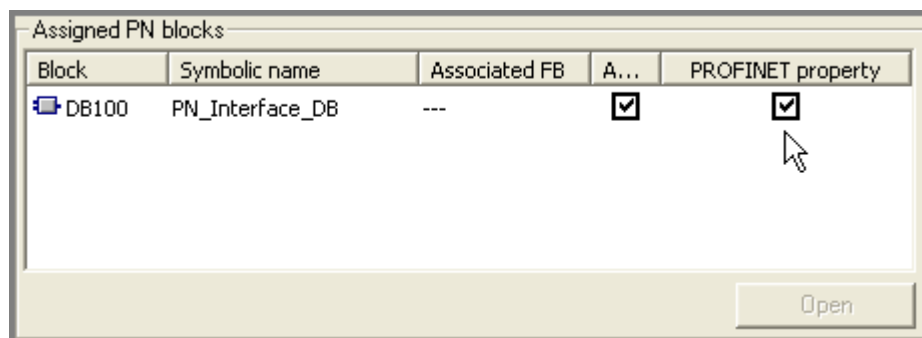 Assigned PN blocks
Block Symbolic name Associated FB A... PROFINET property
DB100 PN_Interface_DB ---
Open